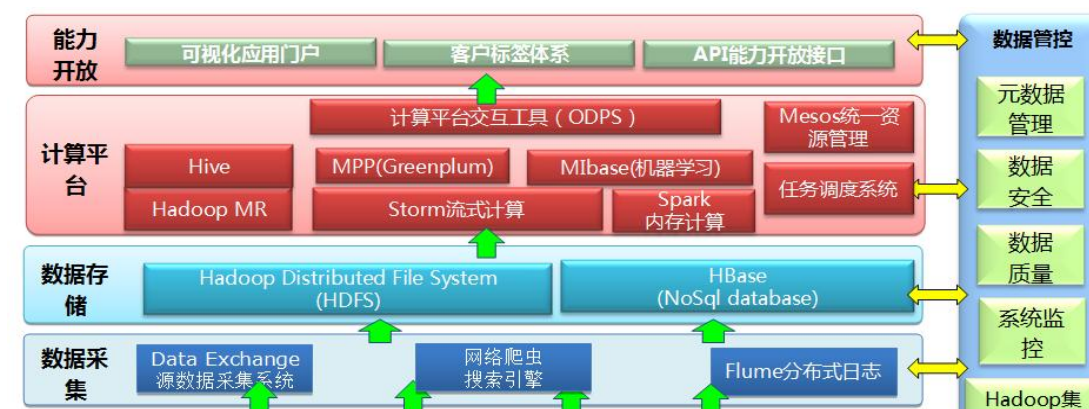 能力
开放
可视化应用门户
客户标签体系
API能力开放接口
计算平
台
计算平台交互工具（ODPS）
Mesos统一资
源管理
Hive
MPP(Greenplum)
MIbase(机器学习)
任务调度系统
Hadoop MR
Storm流式计算
Spark
内存计算
数据存
储
Hadoop Distributed File System
(HDFS)
HBase
(NoSql database)
数据采
集
Data Exchange
源数据采集系统
网络爬虫
搜索引擎
Flume分布式日志
数据管控
元数据
管理
数据
安全
数据
质量
系统监
控
Hadoop集